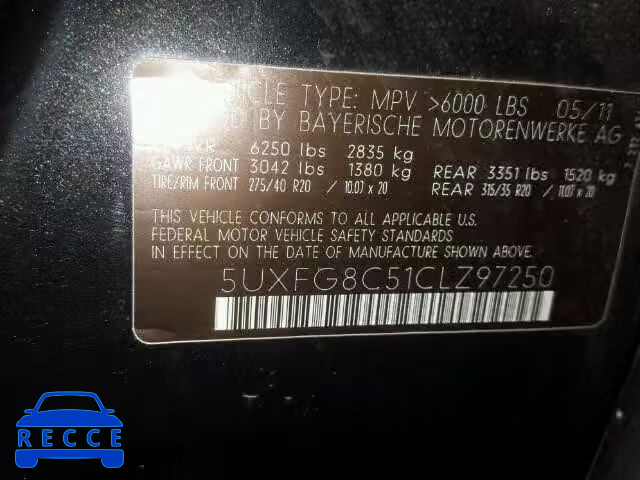 VEHICLE TYPE: MPV >6000 LBS 05/11
BY BAYERISCHE MOTORENWERKE AG
6250 lbs 2835 kg
GAWR FRONT 3042 lbs 1380 kg REAR 3351 lbs 1520 kg
TIRE/RIM FRONT 275/40 R20 / 10.0J x 20 REAR 315/35 R20 / 11.0J x 20
THIS VEHICLE CONFORMS TO ALL APPLICABLE U.S.
FEDERAL MOTOR VEHICLE SAFETY STANDARDS
IN EFFECT ON THE DATE OF MANUFACTURE SHOWN ABOVE.
5UXFG8C51CLZ97250
RECCE